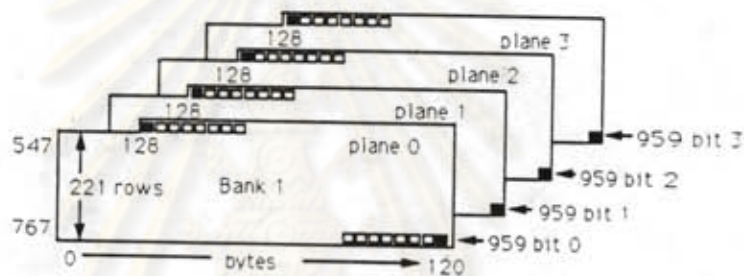 128
plane 3
128
plane 2
128
plane 1
547
128
plane 0
959 bit 3
221 rows
Bank 1
959 bit 2
959 bit 1
767
959 bit 0
0
bytes
120